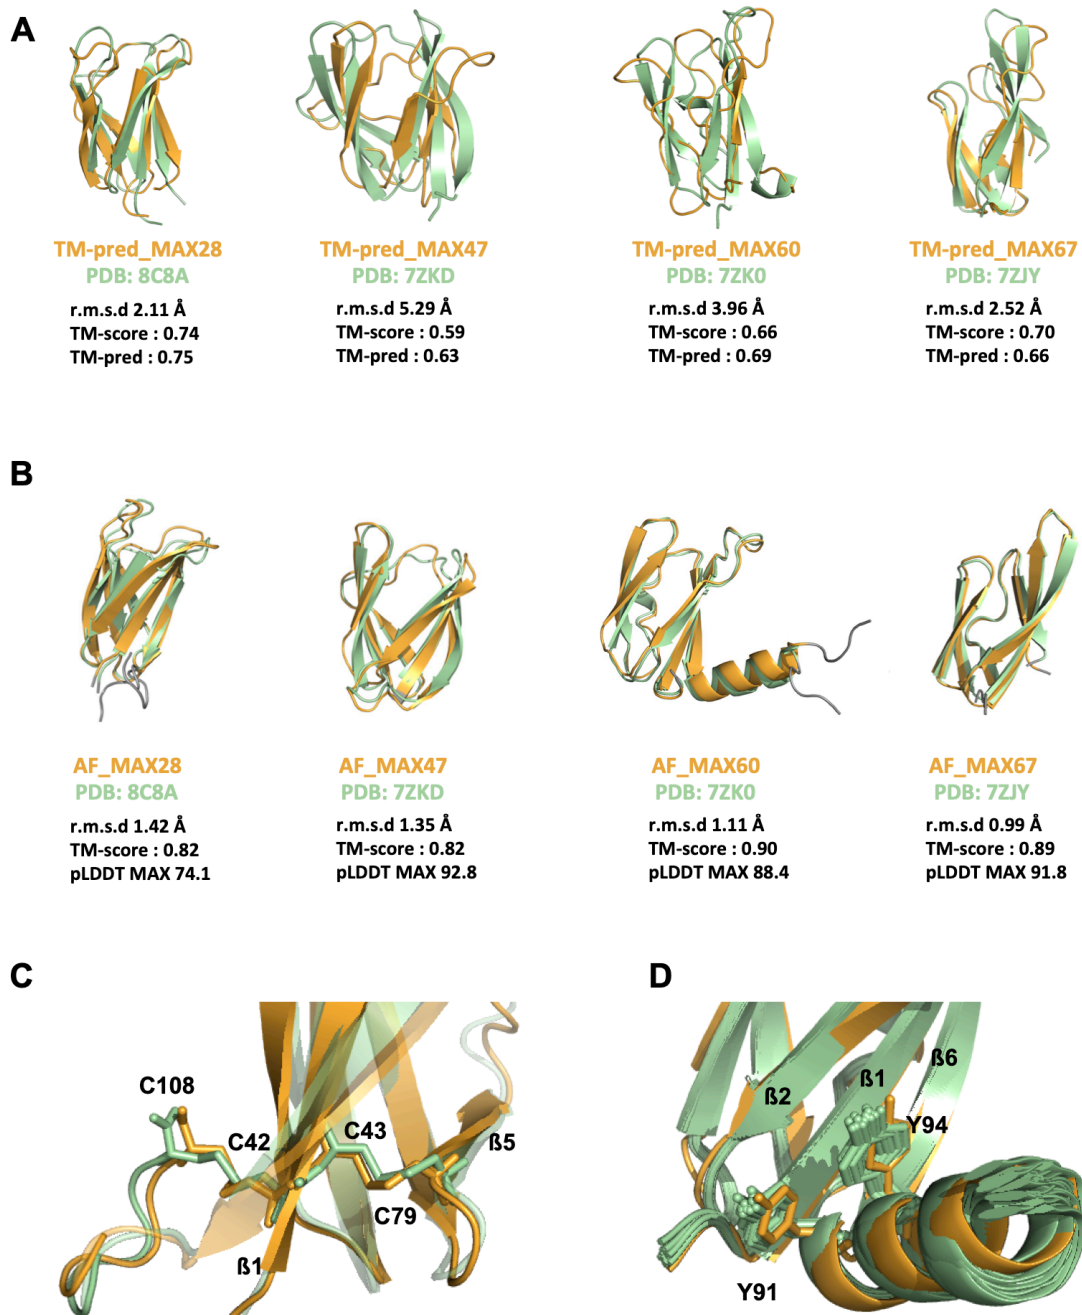 A
TM-pred_MAX28
PDB: 8C8A
r.m.s.d 2.11 Å
TM-score : 0.74
TM-pred : 0.75
TM-pred_MAX47
PDB: 7ZKD
r.m.s.d 5.29 Å
TM-score : 0.59
TM-pred : 0.63
TM-pred_MAX60
PDB: 7ZK0
r.m.s.d 3.96 Å
TM-score : 0.66
TM-pred : 0.69
TM-pred_MAX67
PDB: 7ZJY
r.m.s.d 2.52 Å
TM-score : 0.70
TM-pred : 0.66
B
AF_MAX28
PDB: 8C8A
r.m.s.d 1.42 Å
TM-score : 0.82
pLDDT MAX 74.1
AF_MAX47
PDB: 7ZKD
r.m.s.d 1.35 Å
TM-score : 0.82
pLDDT MAX 92.8
AF_MAX60
PDB: 7ZK0
r.m.s.d 1.11 Å
TM-score : 0.90
pLDDT MAX 88.4
AF_MAX67
PDB: 7ZJY
r.m.s.d 0.99 Å
TM-score : 0.89
pLDDT MAX 91.8
C
C108
C42
C43
ß5
C79
ß1
D
ß6
ß1
ß2
Y94
Y91